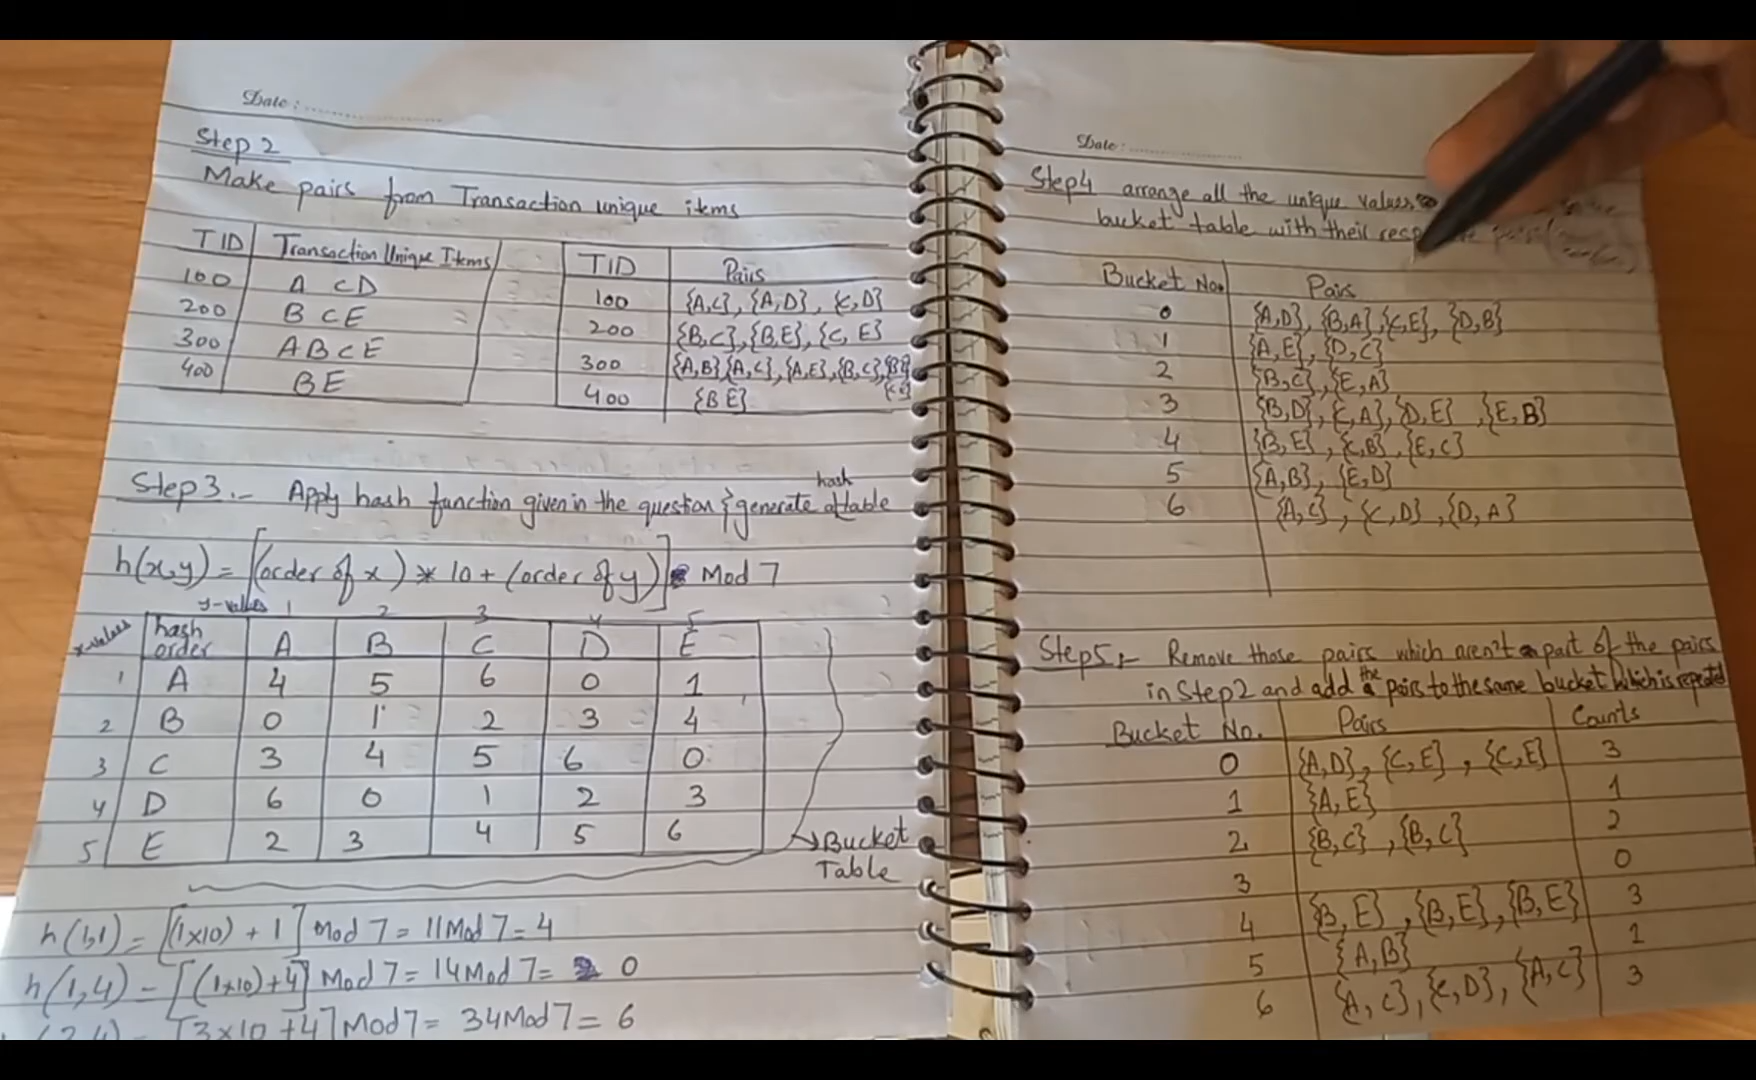 Date :
Step 2
Make pairs from Transaction unique items
TID Transaction Unique Items
100 A C D
200 B C E
300 A B C E
400 B E
TID Pairs
100 {A,C}, {A,D}, {C,D}
200 {B,C}, {B,E}, {C, E}
300 {A,B}{A,C}, {A,E}, {B,C},
400 {B E}
Step 3.- Apply hash function given in the question & generate hash table
h(x,y) = [(order of x) * 10 + (order of y)] Mod 7
y-values 1 2 3 4 5
x-values hash order A B C D E
1 A 4 5 6 0 1
2 B 0 1 2 3 4
3 C 3 4 5 6 0
4 D 6 0 1 2 3
5 E 2 3 4 5 6
Bucket Table
h(1,1) = [(1x10) + 1] Mod 7 = 11 Mod 7 = 4
h(1,4) = [(1x10)+4] Mod 7 = 14 Mod 7 = 0
[3x10 +4] Mod 7 = 34 Mod 7 = 6
Date :
Step4 arrange all the unique values
bucket table with their
Bucket No. Pairs
0 {A,D}, {B,A}, {C,E}, {D,B}
1 {A,E}, {D,C}
2 {B,C}, {E,A}
3 {B,D}, {C,A}, {D,E} , {E,B}
4 {B,E} , {C,B} , {E,C}
5 {A,B}, {E,D}
6 {A,C} , {C,D} , {D,A}
Step5:- Remove those pairs which aren't a part of the pairs
in Step2 and add the pairs to the same bucket which is repeated
Bucket No. Pairs Counts
0 {A,D}, {C,E} , {C,E} 3
1 {A,E} 1
2 {B,C} , {B,C} 2
3 0
4 {B,E} , {B,E}, {B,E} 3
5 {A,B} 1
6 {A,C}, {C,D}, {A,C} 3